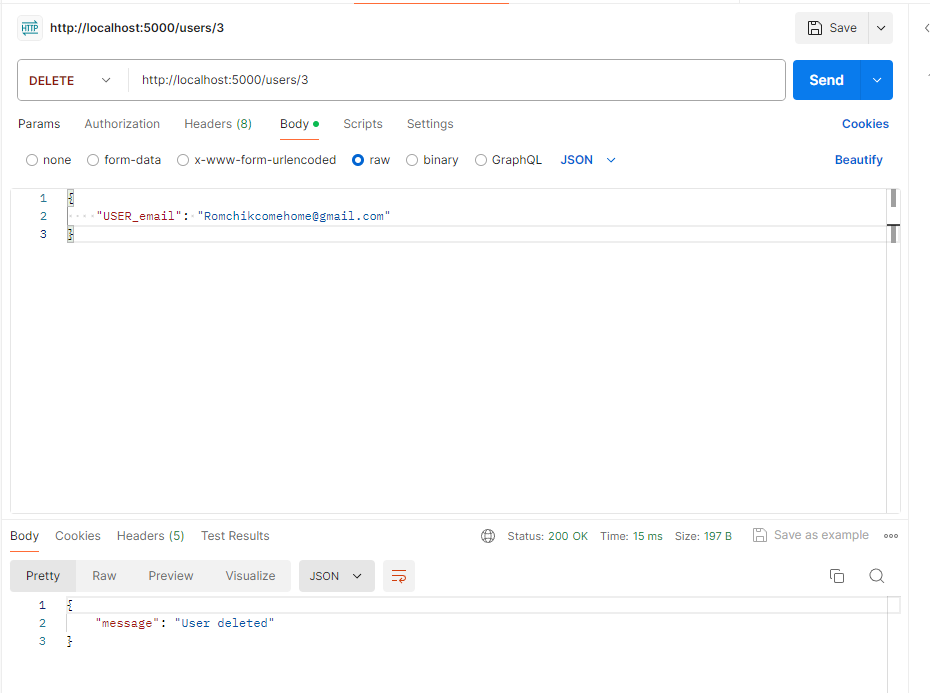 HTTP http://localhost:5000/users/3 Save
DELETE http://localhost:5000/users/3 Send
Params Authorization Headers (8) Body Scripts Settings Cookies
none form-data x-www-form-urlencoded raw binary GraphQL JSON Beautify
1 {
2 "USER_email": "Romchikcomehome@gmail.com"
3 }
Body Cookies Headers (5) Test Results Status: 200 OK Time: 15 ms Size: 197 B Save as example
Pretty Raw Preview Visualize JSON
1 {
2 "message": "User deleted"
3 }